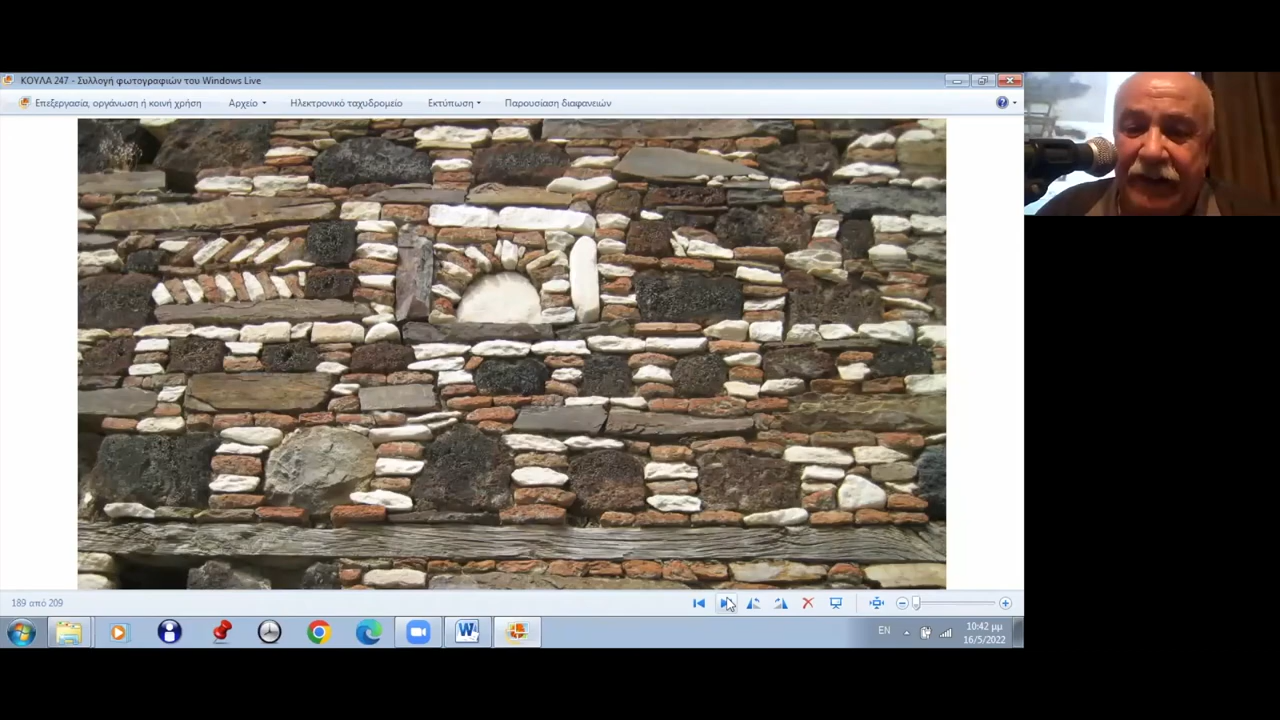 ΚΟΥΛΑ 247 - Συλλογή φωτογραφιών του Windows Live
Επεξεργασία, οργάνωση ή κοινή χρήση Αρχείο Ηλεκτρονικό ταχυδρομείο Εκτύπωση Παρουσίαση διαφανειών
189 από 209
EN
10:42 μμ
16/5/2022